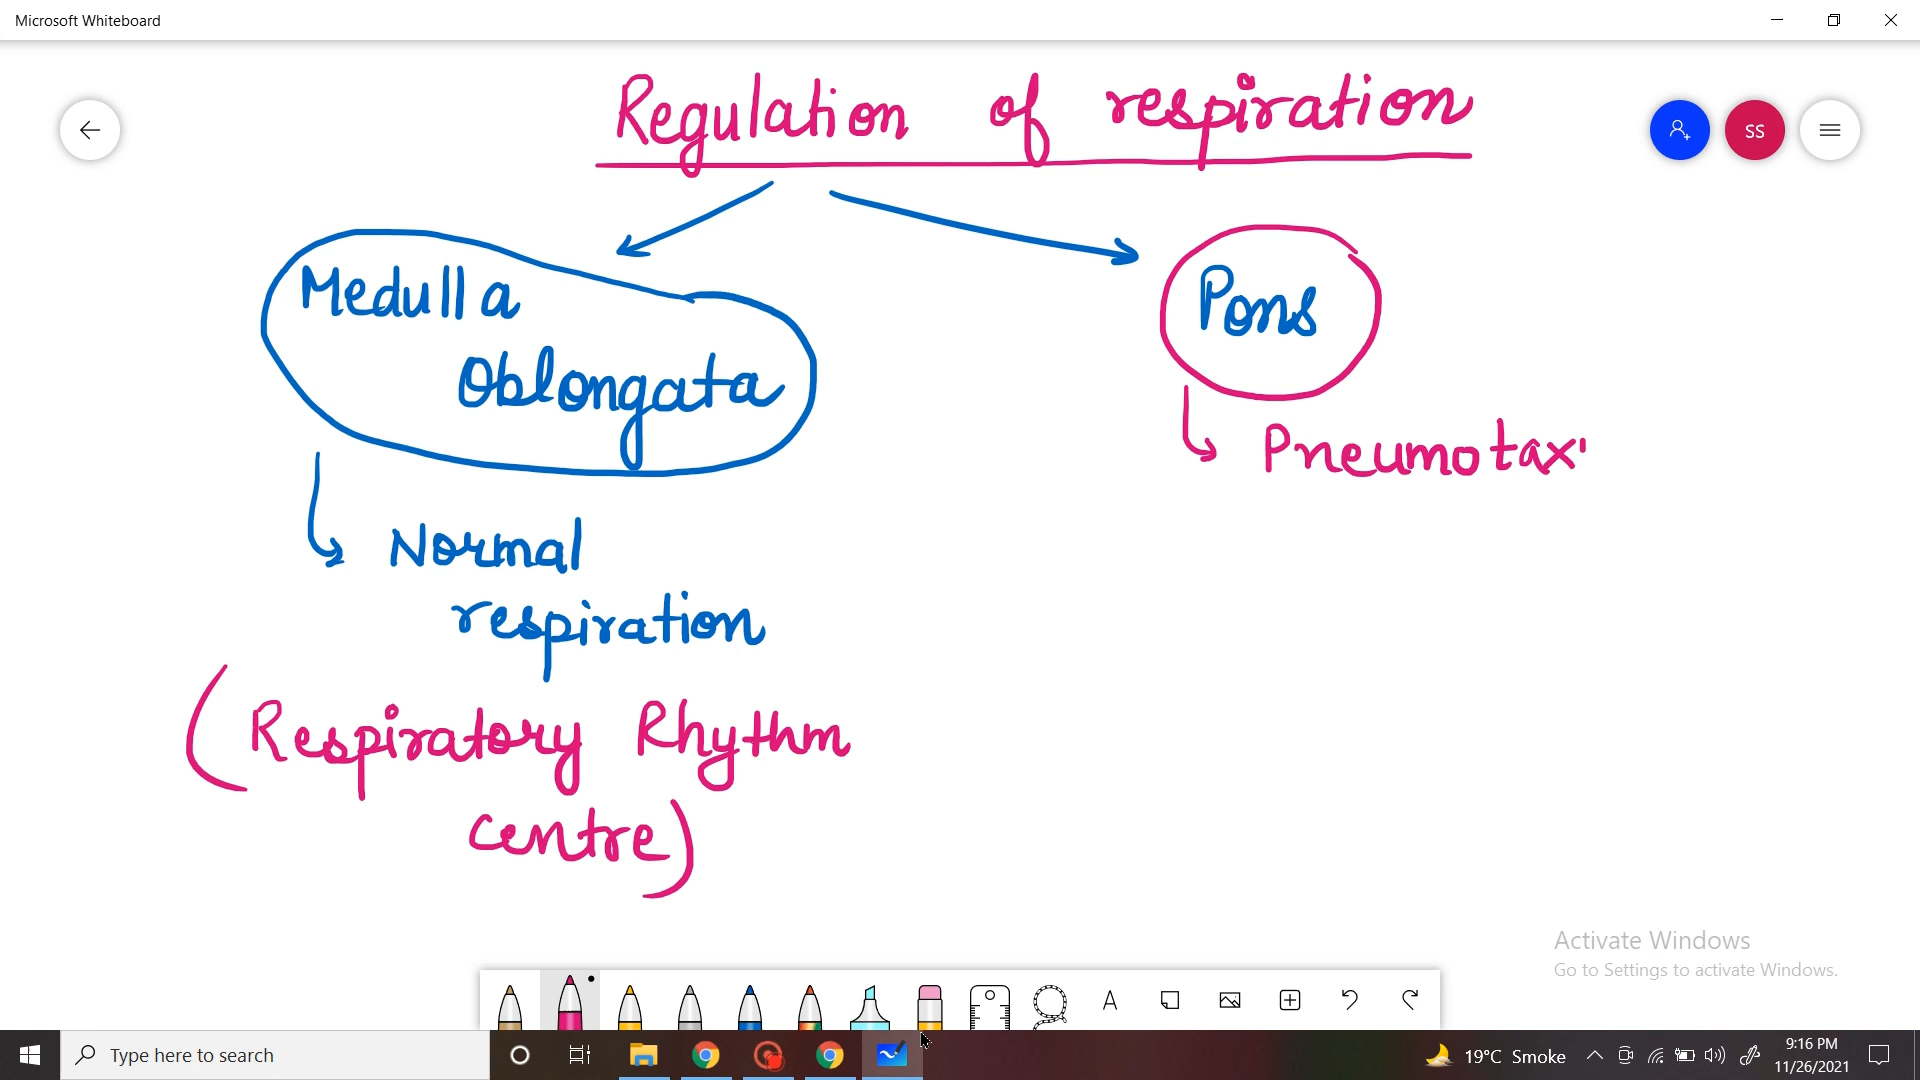 Microsoft Whiteboard
Regulation of respiration
SS
Medulla
Oblongata
Pons
Pneumotaxi
Normal
respiration
(Respiratory Rhythm
centre)
Activate Windows
Go to Settings to activate Windows.
Type here to search
19°C Smoke
9:16 PM
11/26/2021